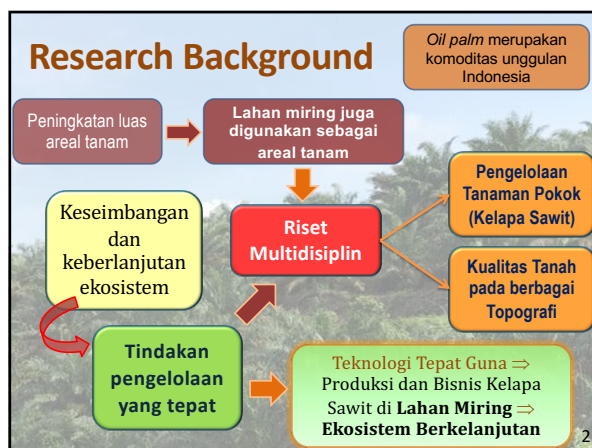 Research Background
Oil palm merupakan
komoditas unggulan
Indonesia
Peningkatan luas
areal tanam
Lahan miring juga
digunakan sebagai
areal tanam
Pengelolaan
Tanaman Pokok
(Kelapa Sawit)
Keseimbangan
dan
keberlanjutan
ekosistem
Riset
Multidisiplin
Kualitas Tanah
pada berbagai
Topografi
Tindakan
pengelolaan
yang tepat
Teknologi Tepat Guna ⇒
Produksi dan Bisnis Kelapa
Sawit di Lahan Miring ⇒
Ekosistem Berkelanjutan
2